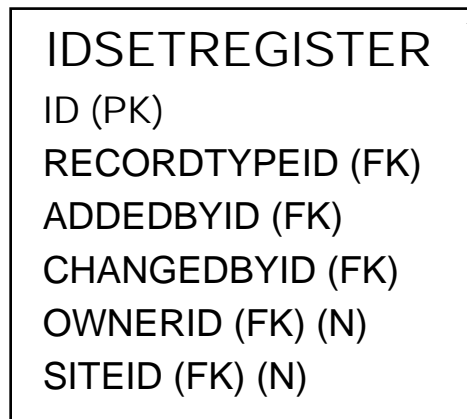 IDSETREGISTER
ID (PK)
RECORDTYPEID (FK)
ADDEDBYID (FK)
CHANGEDBYID (FK)
OWNERID (FK) (N)
SITEID (FK) (N)